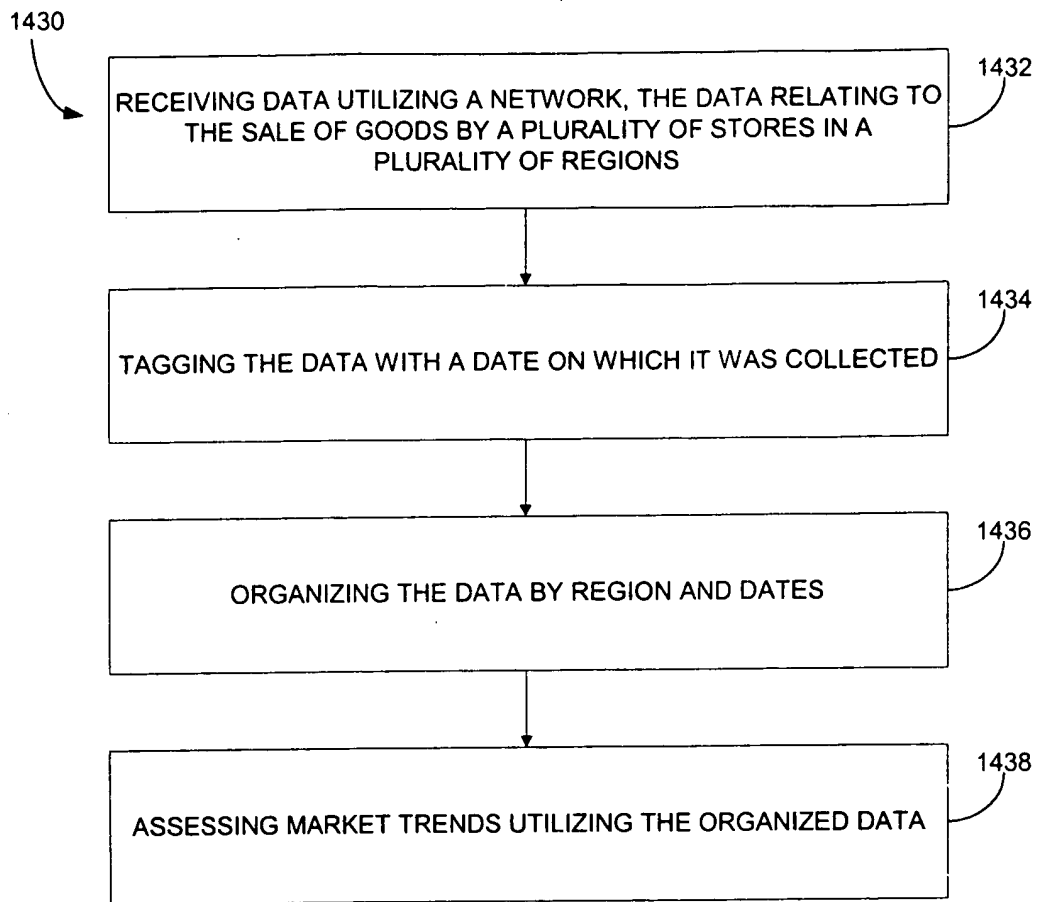 1430
1432
RECEIVING DATA UTILIZING A NETWORK, THE DATA RELATING TO
THE SALE OF GOODS BY A PLURALITY OF STORES IN A
PLURALITY OF REGIONS
1434
TAGGING THE DATA WITH A DATE ON WHICH IT WAS COLLECTED
1436
ORGANIZING THE DATA BY REGION AND DATES
1438
ASSESSING MARKET TRENDS UTILIZING THE ORGANIZED DATA